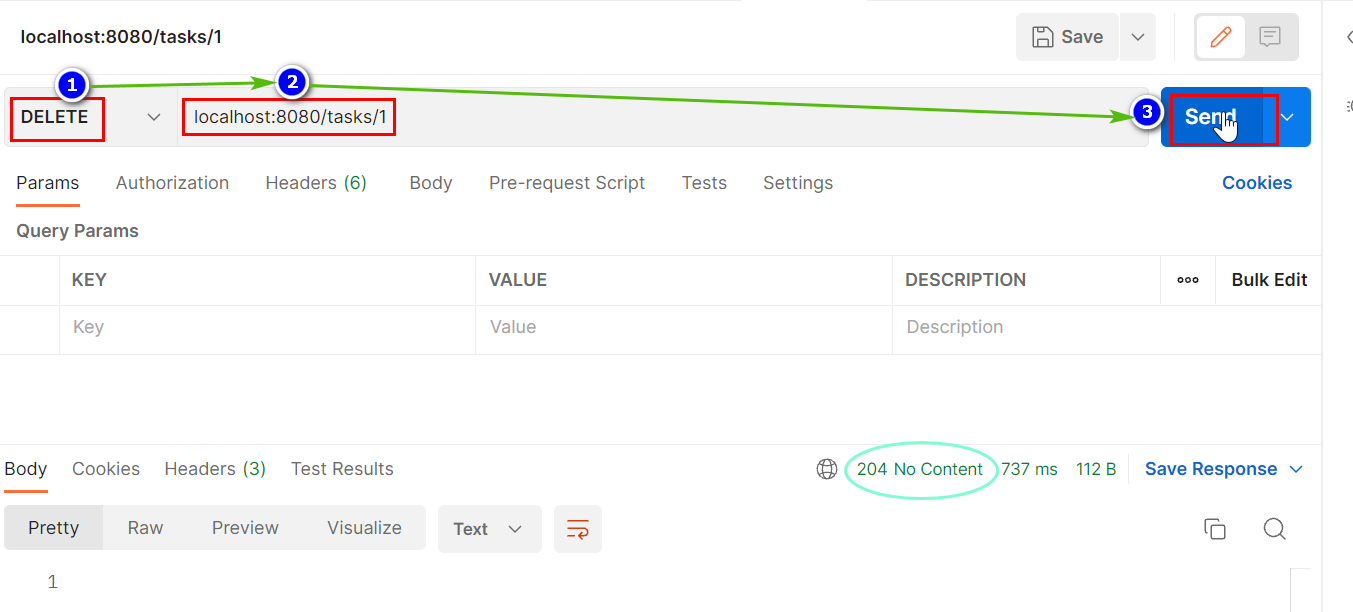 localhost:8080/tasks/1
Save
1
2
3
DELETE
localhost:8080/tasks/1
Send
Params Authorization Headers (6) Body Pre-request Script Tests Settings Cookies
Query Params
KEY VALUE DESCRIPTION Bulk Edit
Key Value Description
Body Cookies Headers (3) Test Results 204 No Content 737 ms 112 B Save Response
Pretty Raw Preview Visualize Text
1